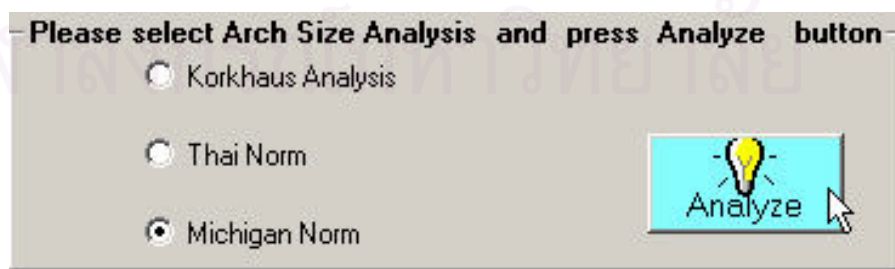 Please select Arch Size Analysis and press Analyze button
Korkhaus Analysis
Thai Norm
Michigan Norm
Analyze